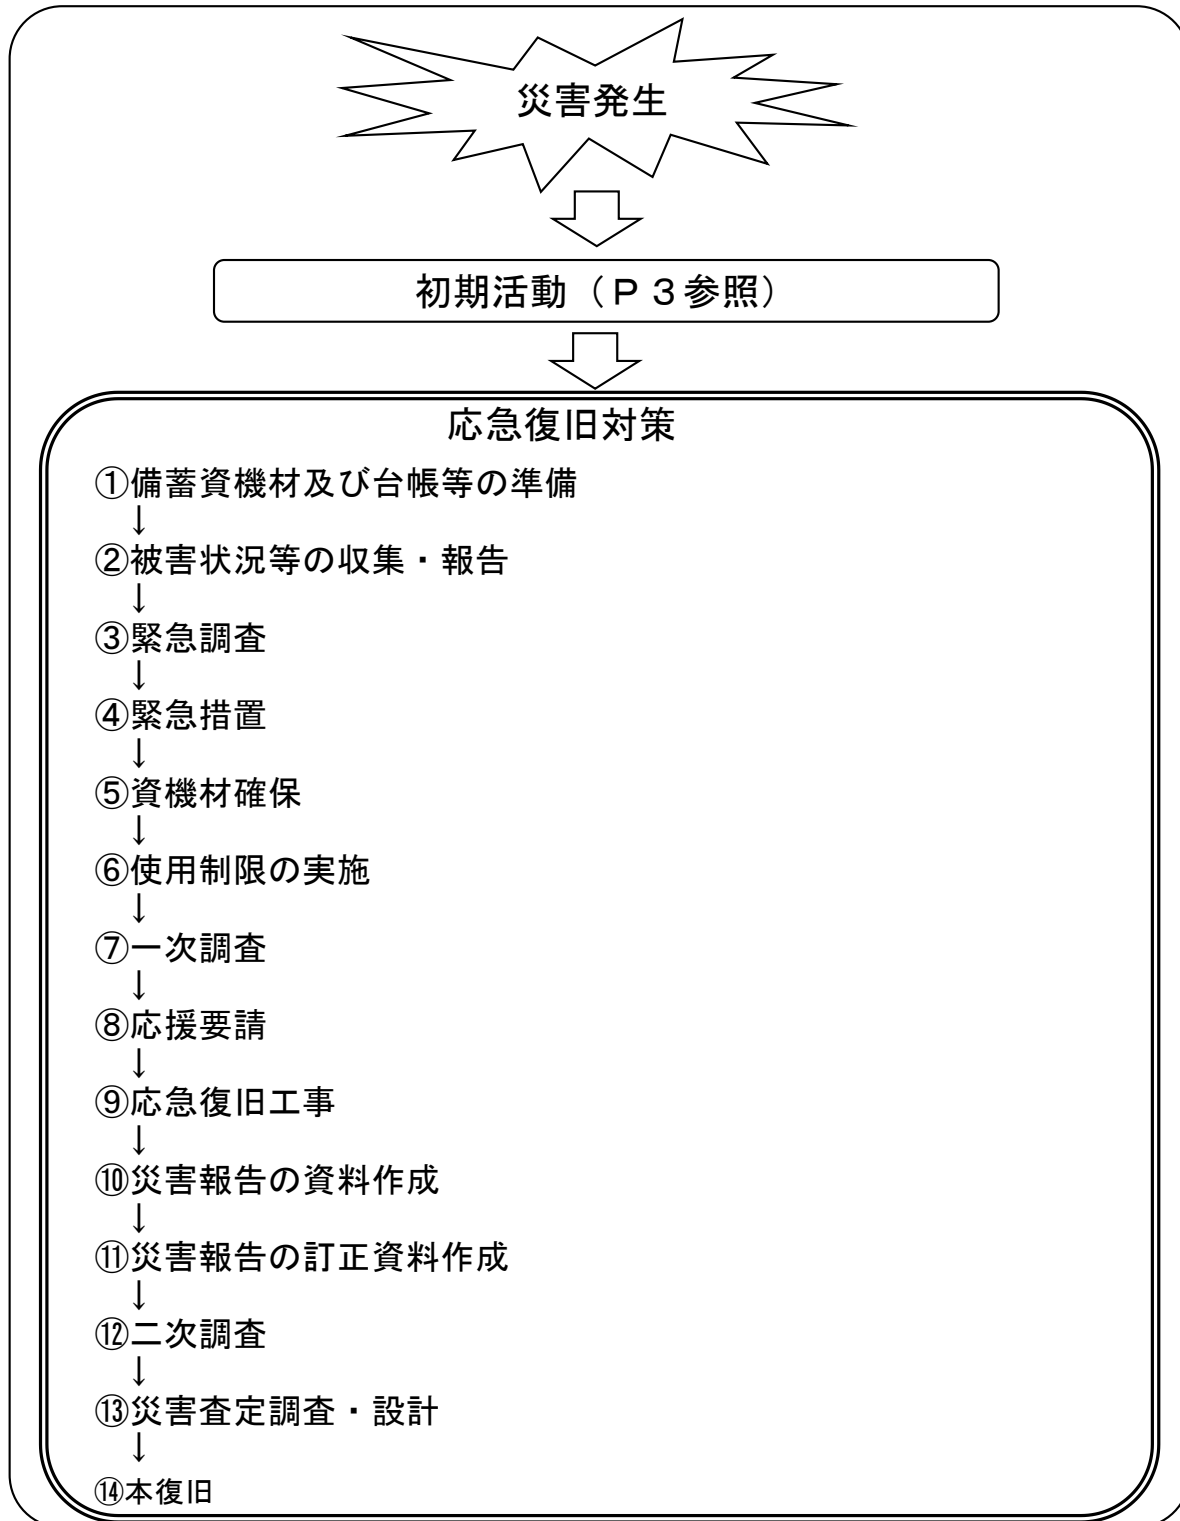 災害発生
初期活動（Ｐ３参照）
応急復旧対策
①備蓄資機材及び台帳等の準備
↓
②被害状況等の収集・報告
↓
③緊急調査
↓
④緊急措置
↓
⑤資機材確保
↓
⑥使用制限の実施
↓
⑦一次調査
↓
⑧応援要請
↓
⑨応急復旧工事
↓
⑩災害報告の資料作成
↓
⑪災害報告の訂正資料作成
↓
⑫二次調査
↓
⑬災害査定調査・設計
↓
⑭本復旧